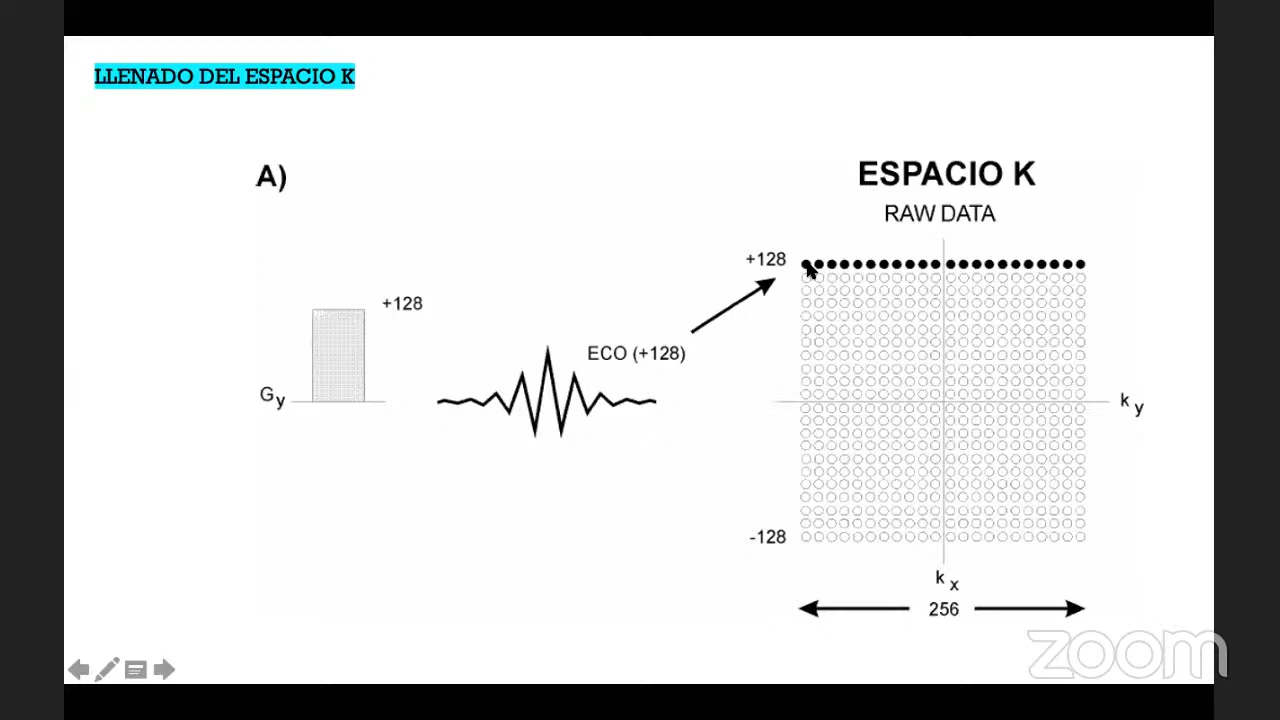 LLENADO DEL ESPACIO K
A)
ESPACIO K
RAW DATA
+128
+128
ECO (+128)
Gy
ky
-128
kx
256
zoom